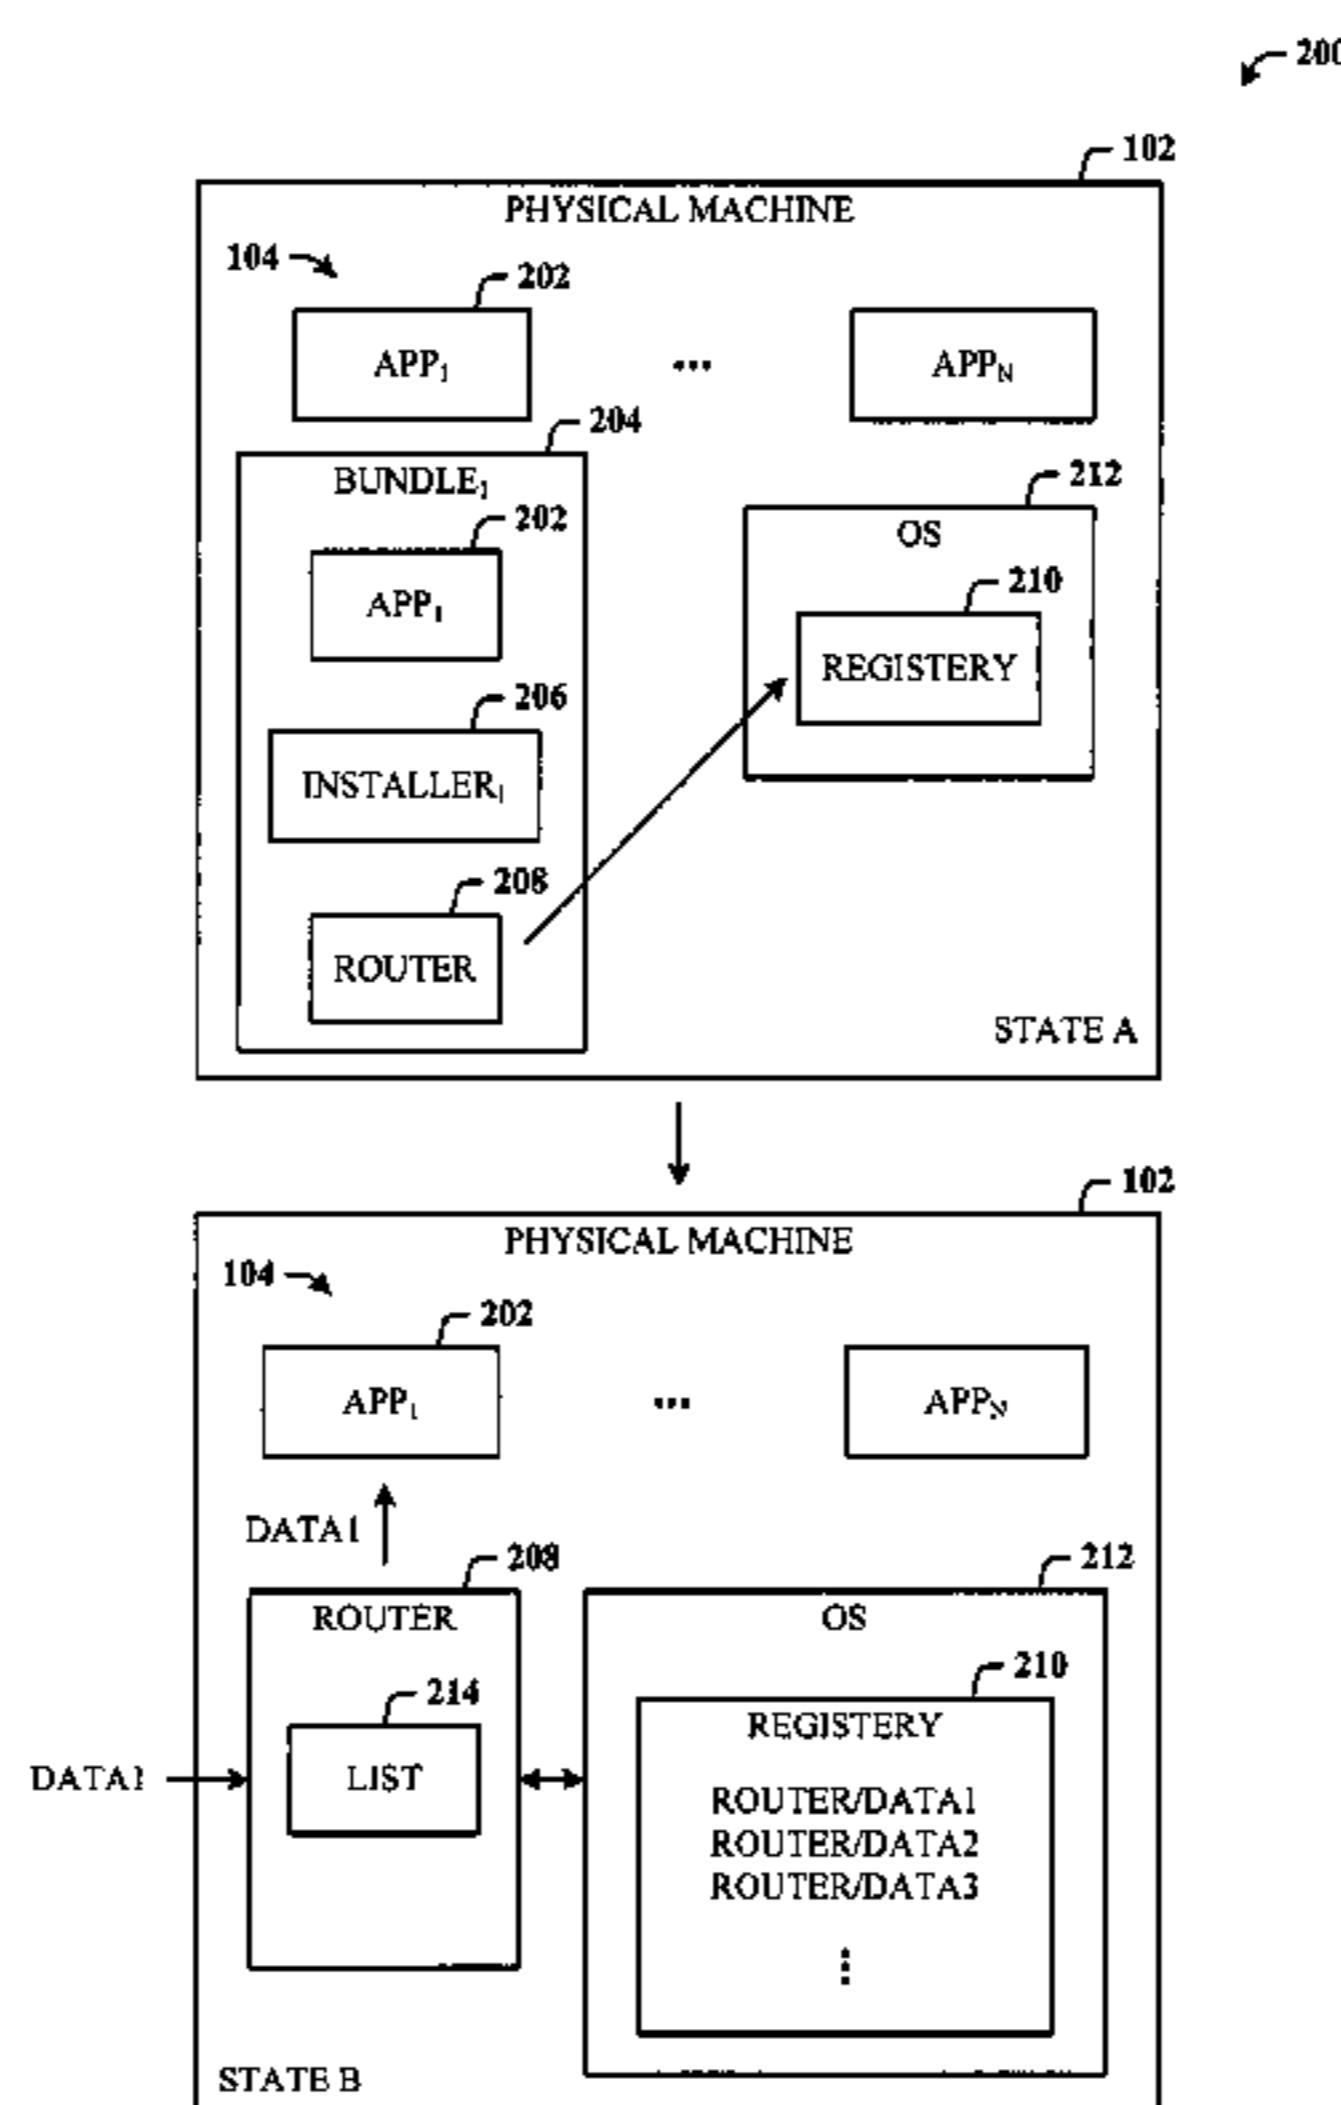 200
102
PHYSICAL MACHINE
104
202
APP₁
...
APP_N
204
BUNDLE₁
212
OS
202
APP₁
210
REGISTERY
206
INSTALLER₁
208
ROUTER
STATE A
102
PHYSICAL MACHINE
104
202
APP₁
...
APP_N
DATA1
208
ROUTER
212
OS
214
LIST
210
REGISTERY
DATA1
ROUTER/DATA1
ROUTER/DATA2
ROUTER/DATA3
⋮
STATE B